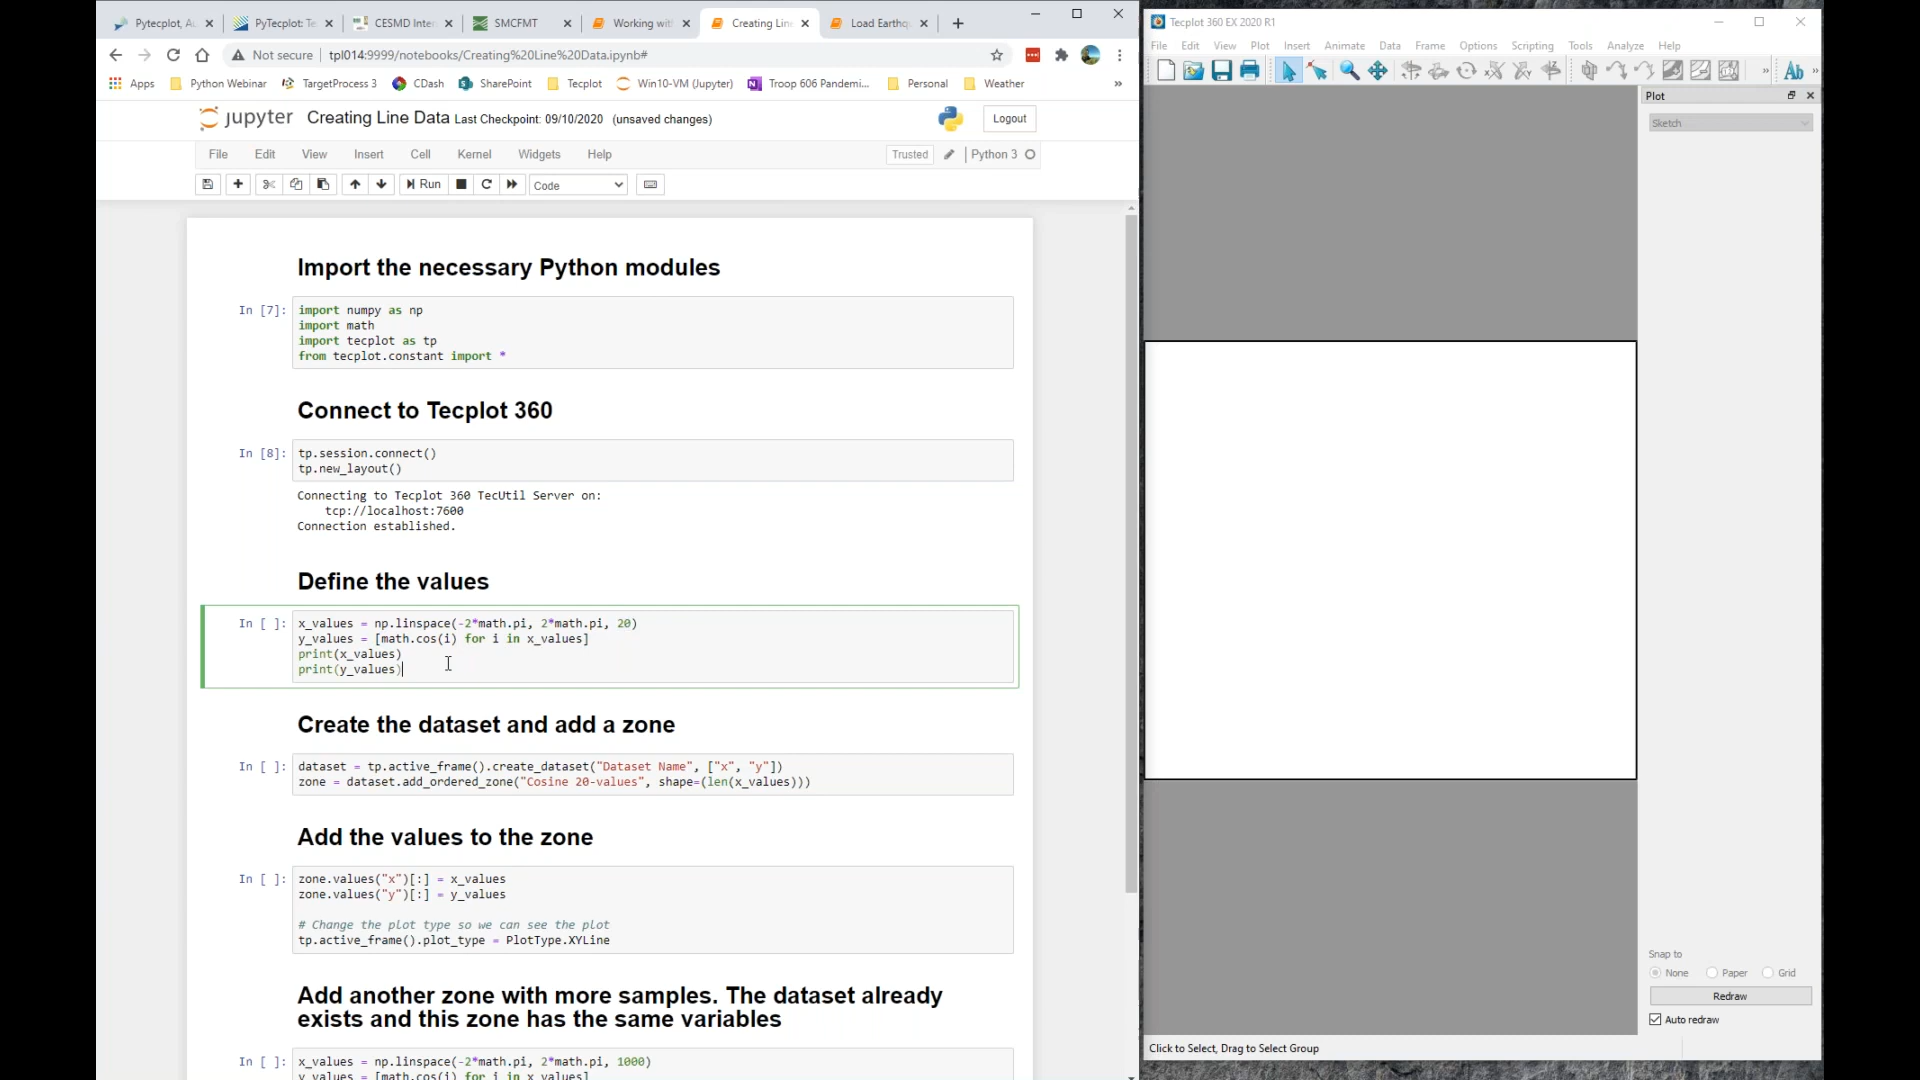 Pytecplot, A
PyTecplot: Te
CESMD Inter
SMCFMT
Working wit
Creating Line
Load Earthqu
Not secure
tpl014:9999/notebooks/Creating%20Line%20Data.ipynb#
Apps
Python Webinar
TargetProcess 3
CDash
SharePoint
Tecplot
Win10-VM (Jupyter)
Troop 606 Pandemi...
Personal
Weather
»
jupyter Creating Line Data Last Checkpoint: 09/10/2020 (unsaved changes)
Logout
File Edit View Insert Cell Kernel Widgets Help
Trusted
Python 3
Run
Code
Import the necessary Python modules
In [7]: import numpy as np
import math
import tecplot as tp
from tecplot.constant import *
Connect to Tecplot 360
In [8]: tp.session.connect()
tp.new_layout()
Connecting to Tecplot 360 TecUtil Server on:
tcp://localhost:7600
Connection established.
Define the values
In [ ]: x_values = np.linspace(-2*math.pi, 2*math.pi, 20)
y_values = [math.cos(i) for i in x_values]
print(x_values)
print(y_values)
Create the dataset and add a zone
In [ ]: dataset = tp.active_frame().create_dataset("Dataset Name", ["x", "y"])
zone = dataset.add_ordered_zone("Cosine 20-values", shape=(len(x_values)))
Add the values to the zone
In [ ]: zone.values("x")[:] = x_values
zone.values("y")[:] = y_values
# Change the plot type so we can see the plot
tp.active_frame().plot_type = PlotType.XYLine
Add another zone with more samples. The dataset already
exists and this zone has the same variables
In [ ]: x_values = np.linspace(-2*math.pi, 2*math.pi, 1000)
y_values = [math.cos(i) for i in x_values]
Tecplot 360 EX 2020 R1
File Edit View Plot Insert Animate Data Frame Options Scripting Tools Analyze Help
» Ab »
Plot
Sketch
Snap to
None Paper Grid
Redraw
Auto redraw
Click to Select, Drag to Select Group